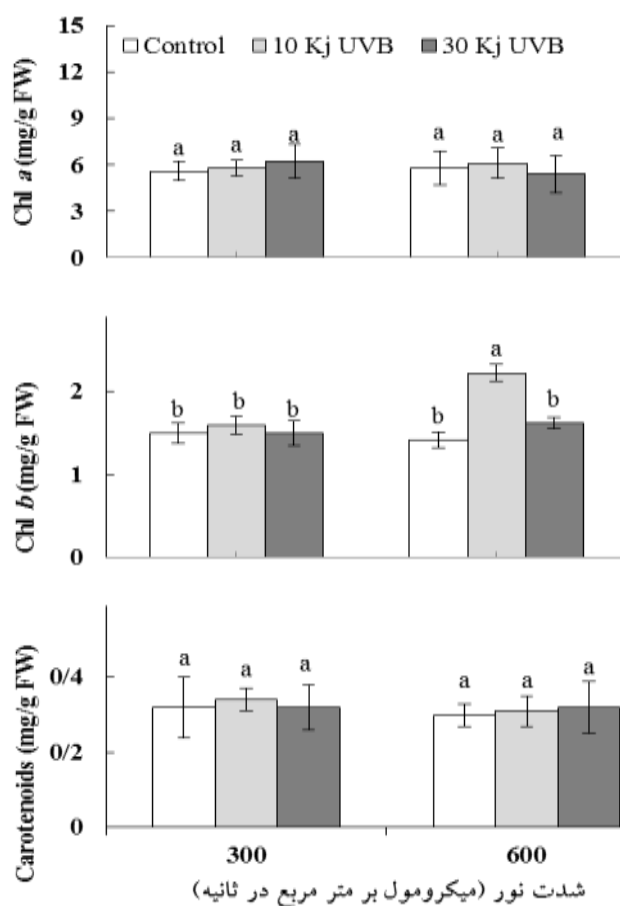 15
Control 10 Kj UVB 30 Kj UVB
12
9
6
3
0
Chl a (mg/g FW)
a a a a a a
2
1
0
Chl b (mg/g FW)
b b b b a b
0/4
0/2
0
Carotenoids (mg/g FW)
a a a a a a
300 600
شدت نور (میکرومول بر متر مربع در ثانیه)